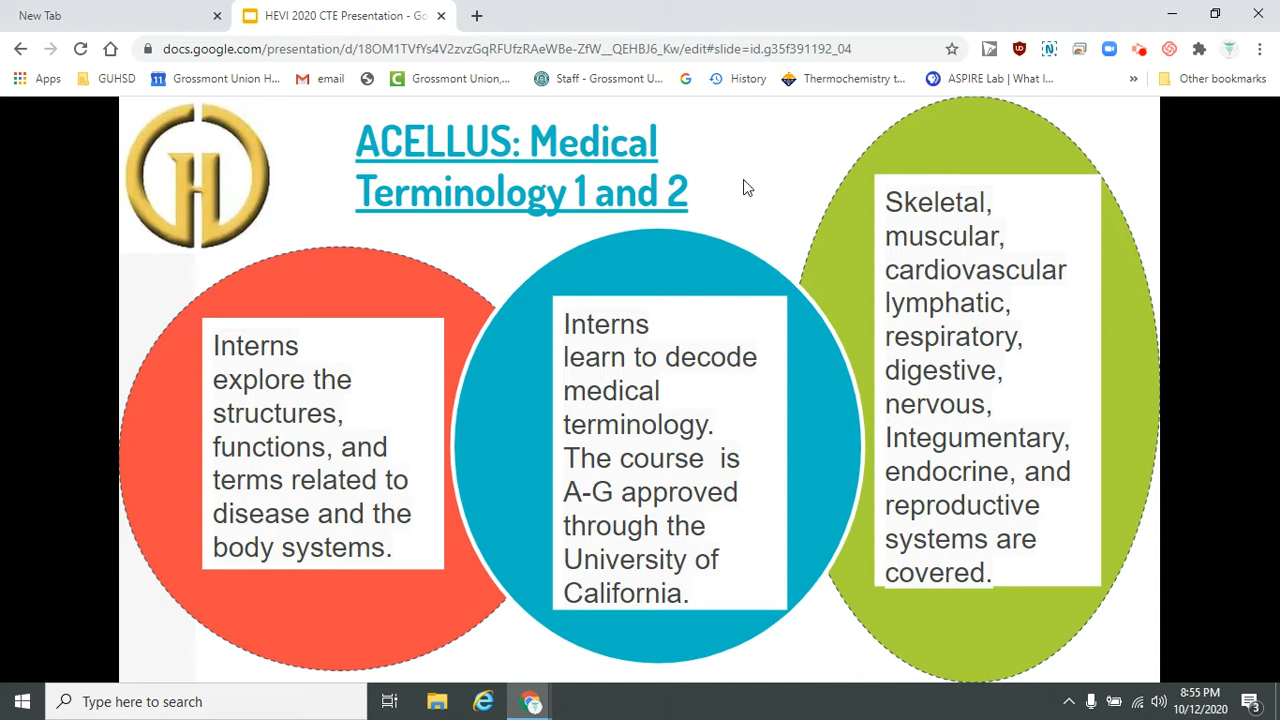 New Tab
HEVI 2020 CTE Presentation - Go
docs.google.com/presentation/d/18OM1TVfYs4V2zvzGqRFUfzRAeWBe-ZfW__QEHBJ6_Kw/edit#slide=id.g35f391192_04
Apps GUHSD Grossmont Union H... email Grossmont Union,... Staff - Grossmont U... History Thermochemistry t... ASPIRE Lab | What I... » Other bookmarks
ACELLUS: Medical
Terminology 1 and 2
Interns
explore the
structures,
functions, and
terms related to
disease and the
body systems.
Interns
learn to decode
medical
terminology.
The course is
A-G approved
through the
University of
California.
Skeletal,
muscular,
cardiovascular
lymphatic,
respiratory,
digestive,
nervous,
Integumentary,
endocrine, and
reproductive
systems are
covered.
Type here to search
8:55 PM
10/12/2020
3